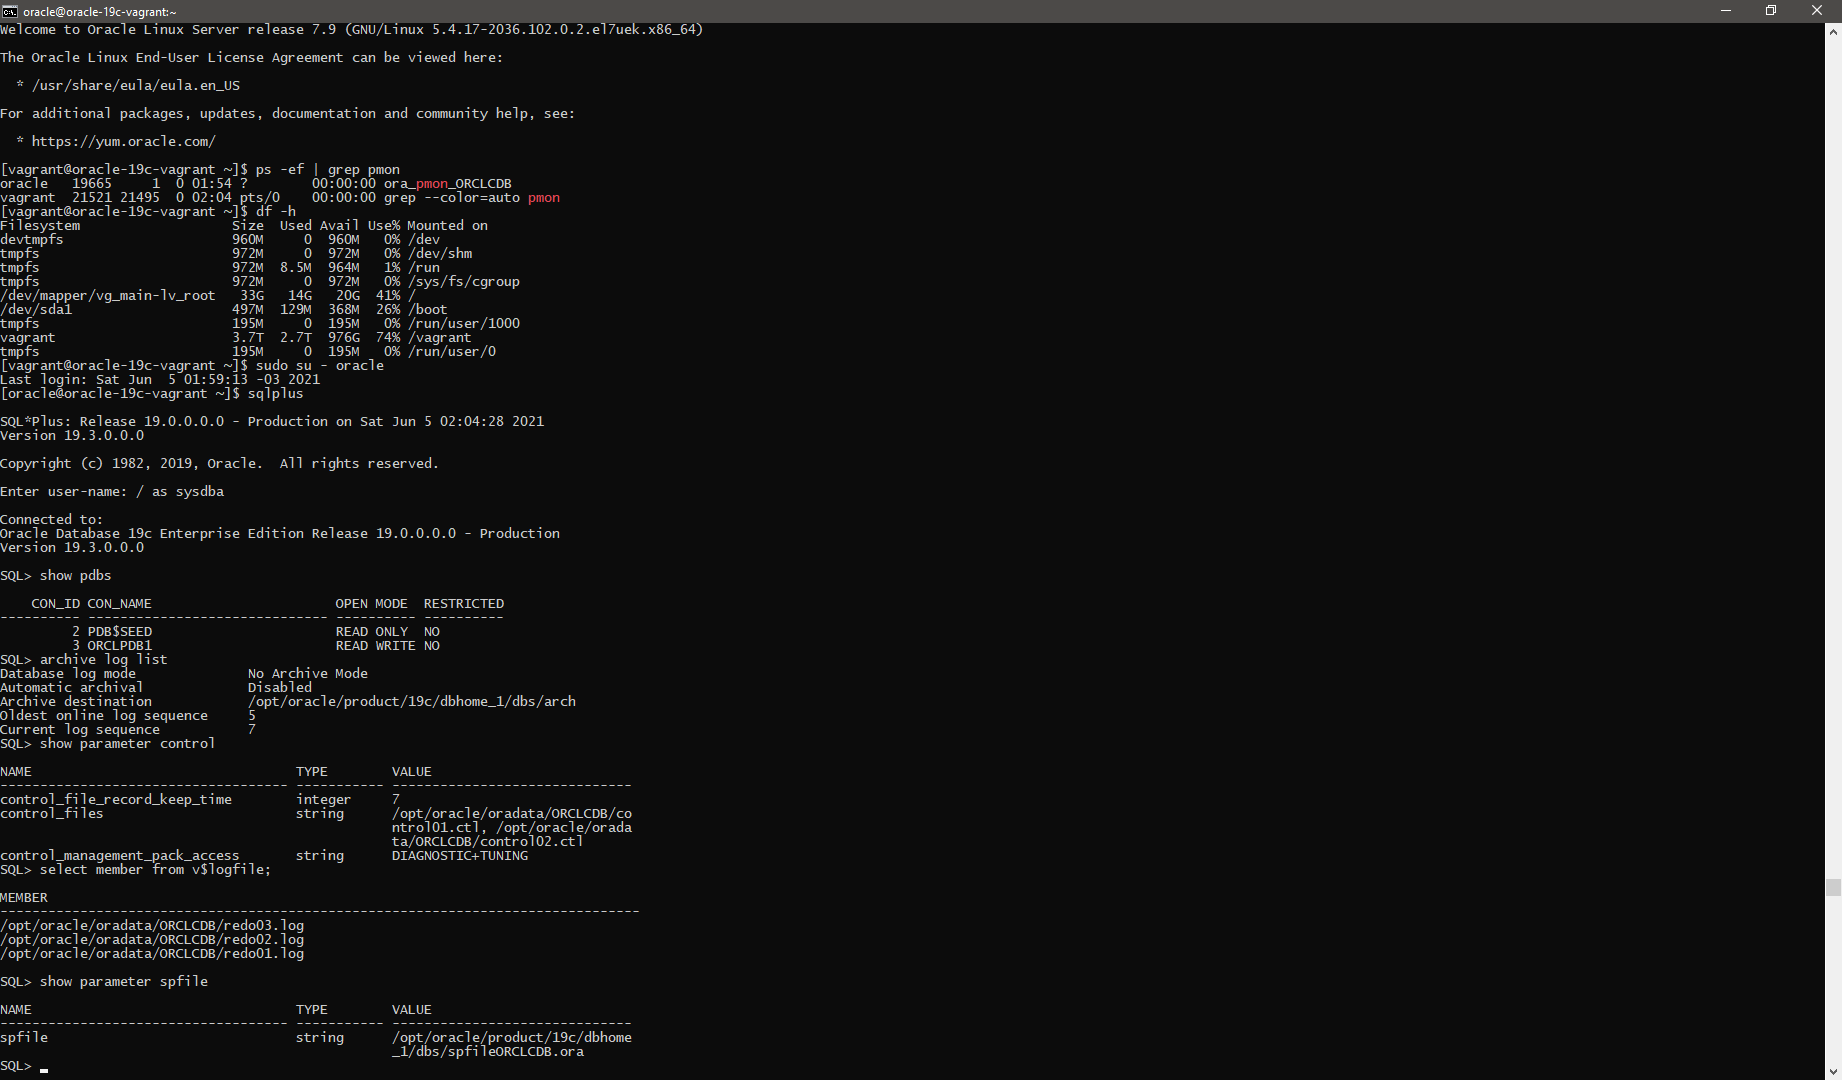 oracle@oracle-19c-vagrant:~
Welcome to Oracle Linux Server release 7.9 (GNU/Linux 5.4.17-2036.102.0.2.el7uek.x86_64)
The Oracle Linux End-User License Agreement can be viewed here:
  * /usr/share/eula/eula.en_US
For additional packages, updates, documentation and community help, see:
  * https://yum.oracle.com/
[vagrant@oracle-19c-vagrant ~]$ ps -ef | grep pmon
oracle   19665     1  0 01:54 ?        00:00:00 ora_pmon_ORCLCDB
vagrant  21521 21495  0 02:04 pts/0    00:00:00 grep --color=auto pmon
[vagrant@oracle-19c-vagrant ~]$ df -h
Filesystem                   Size  Used Avail Use% Mounted on
devtmpfs                     960M     0  960M   0% /dev
tmpfs                        972M     0  972M   0% /dev/shm
tmpfs                        972M  8.5M  964M   1% /run
tmpfs                        972M     0  972M   0% /sys/fs/cgroup
/dev/mapper/vg_main-lv_root   33G   14G   20G  41% /
/dev/sda1                    497M  129M  368M  26% /boot
tmpfs                        195M     0  195M   0% /run/user/1000
vagrant                      3.7T  2.7T  976G  74% /vagrant
tmpfs                        195M     0  195M   0% /run/user/0
[vagrant@oracle-19c-vagrant ~]$ sudo su - oracle
Last login: Sat Jun  5 01:59:13 -03 2021
[oracle@oracle-19c-vagrant ~]$ sqlplus
SQL*Plus: Release 19.0.0.0.0 - Production on Sat Jun 5 02:04:28 2021
Version 19.3.0.0.0
Copyright (c) 1982, 2019, Oracle.  All rights reserved.
Enter user-name: / as sysdba
Connected to:
Oracle Database 19c Enterprise Edition Release 19.0.0.0.0 - Production
Version 19.3.0.0.0
SQL> show pdbs
    CON_ID CON_NAME                       OPEN MODE  RESTRICTED
---------- ------------------------------ ---------- ----------
         2 PDB$SEED                       READ ONLY  NO
         3 ORCLPDB1                       READ WRITE NO
SQL> archive log list
Database log mode              No Archive Mode
Automatic archival             Disabled
Archive destination            /opt/oracle/product/19c/dbhome_1/dbs/arch
Oldest online log sequence     5
Current log sequence           7
SQL> show parameter control
NAME                                 TYPE        VALUE
------------------------------------ ----------- ------------------------------
control_file_record_keep_time        integer     7
control_files                        string      /opt/oracle/oradata/ORCLCDB/co
                                                 ntrol01.ctl, /opt/oracle/orada
                                                 ta/ORCLCDB/control02.ctl
control_management_pack_access       string      DIAGNOSTIC+TUNING
SQL> select member from v$logfile;
MEMBER
--------------------------------------------------------------------------------
/opt/oracle/oradata/ORCLCDB/redo03.log
/opt/oracle/oradata/ORCLCDB/redo02.log
/opt/oracle/oradata/ORCLCDB/redo01.log
SQL> show parameter spfile
NAME                                 TYPE        VALUE
------------------------------------ ----------- ------------------------------
spfile                               string      /opt/oracle/product/19c/dbhome
                                                 _1/dbs/spfileORCLCDB.ora
SQL>